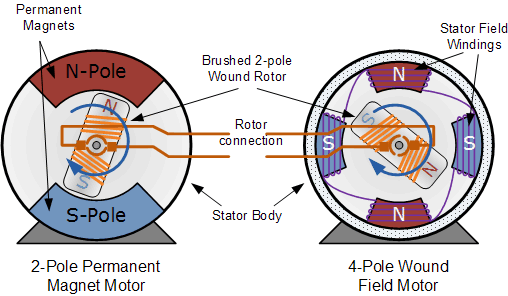 Permanent
Magnets
N-Pole
N
S
S-Pole
2-Pole Permanent
Magnet Motor
Brushed 2-pole
Wound Rotor
Rotor
connection
Stator Body
Stator Field
Windings
N
S
S
S
N
N
4-Pole Wound
Field Motor